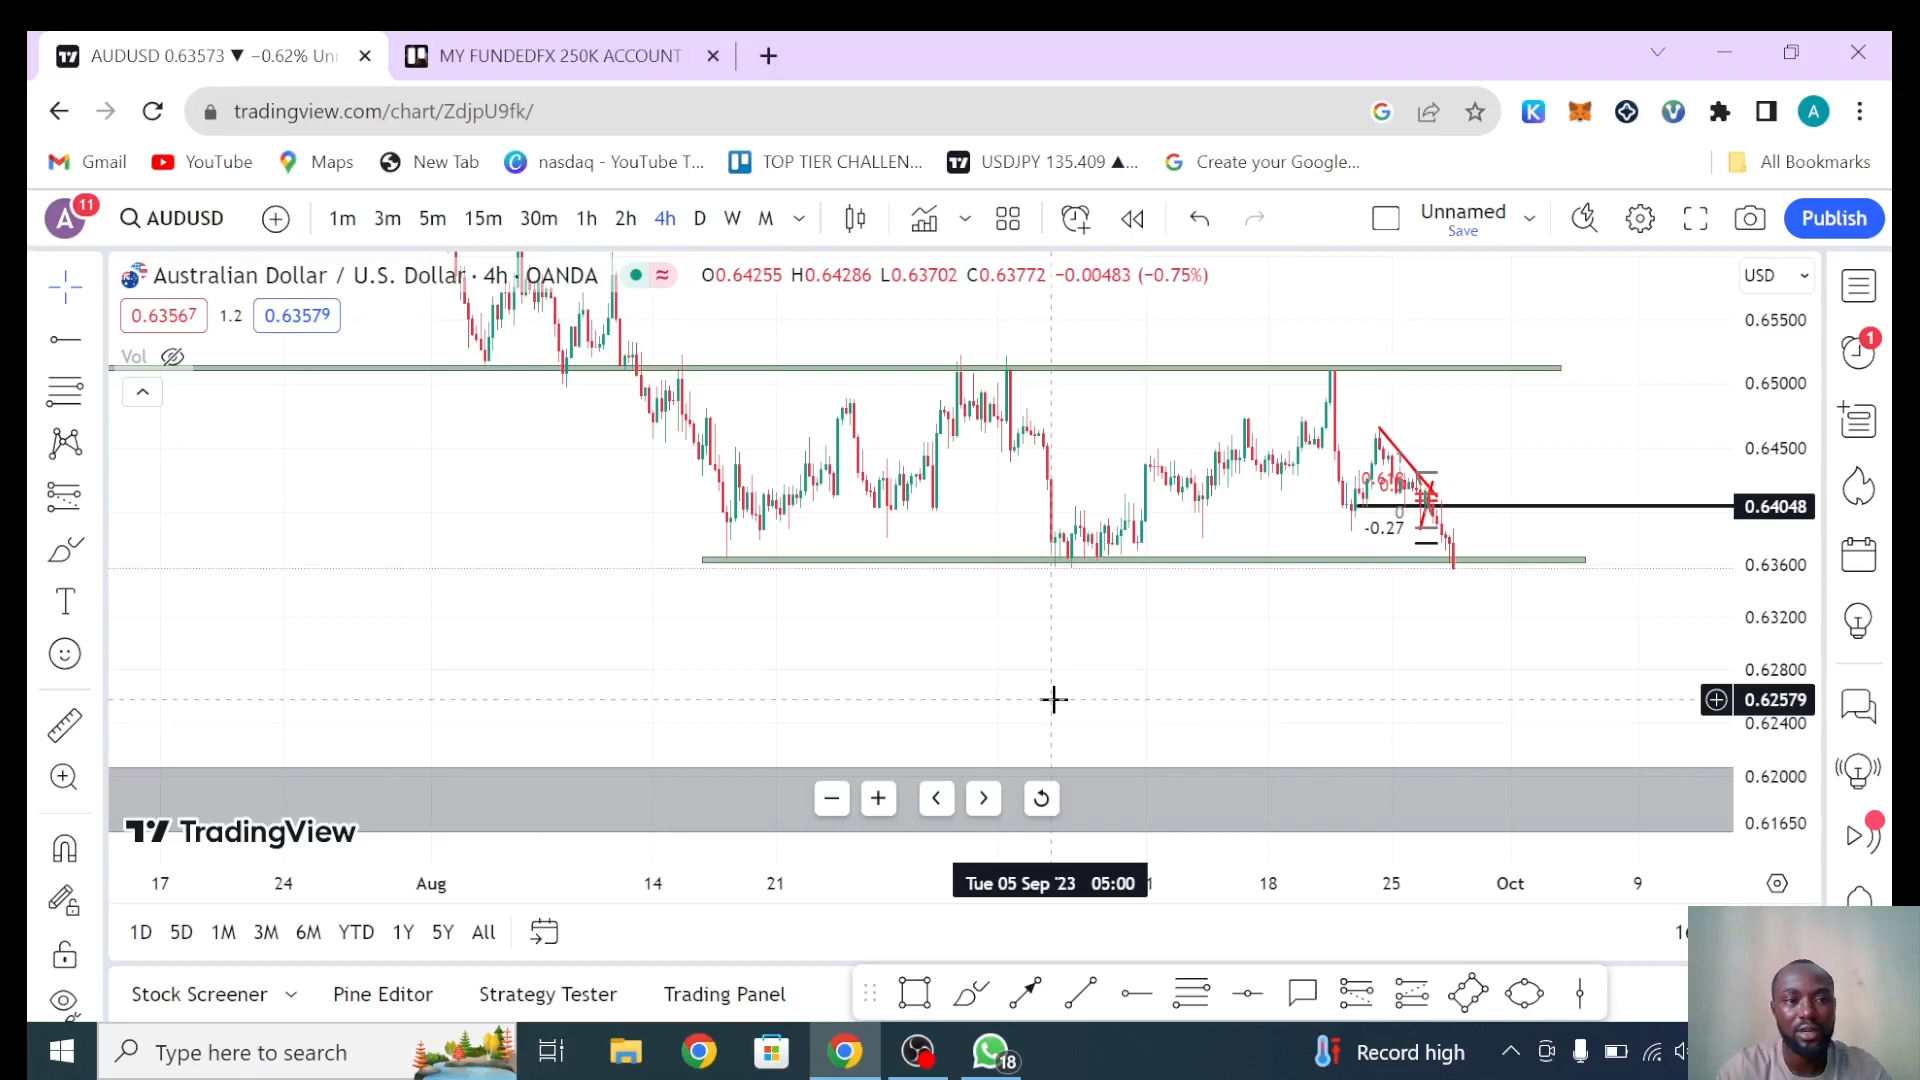 AUDUSD 0.63573 ▼ −0.62% Unn
MY FUNDEDFX 250K ACCOUNT
tradingview.com/chart/ZdjpU9fk/
A
Gmail
YouTube
Maps
New Tab
nasdaq - YouTube T...
TOP TIER CHALLEN...
USDJPY 135.409 ▲...
Create your Google...
All Bookmarks
A
11
AUDUSD
1m
3m
5m
15m
30m
1h
2h
4h
D
W
M
Unnamed
Save
Publish
Australian Dollar / U.S. Dollar · 4h · OANDA
O0.64255 H0.64286 L0.63702 C0.63772 −0.00483 (−0.75%)
USD
0.63567
1.2
0.63579
Vol
0.65500
0.65000
0.64500
0.64048
0.63600
0.63200
0.62800
0.62579
0.62400
0.62000
0.61650
0
-0.27
1
TradingView
17
24
Aug
14
21
Tue 05 Sep '23 05:00
1
18
25
Oct
9
1D
5D
1M
3M
6M
YTD
1Y
5Y
All
Stock Screener
Pine Editor
Strategy Tester
Trading Panel
Type here to search
18
Record high